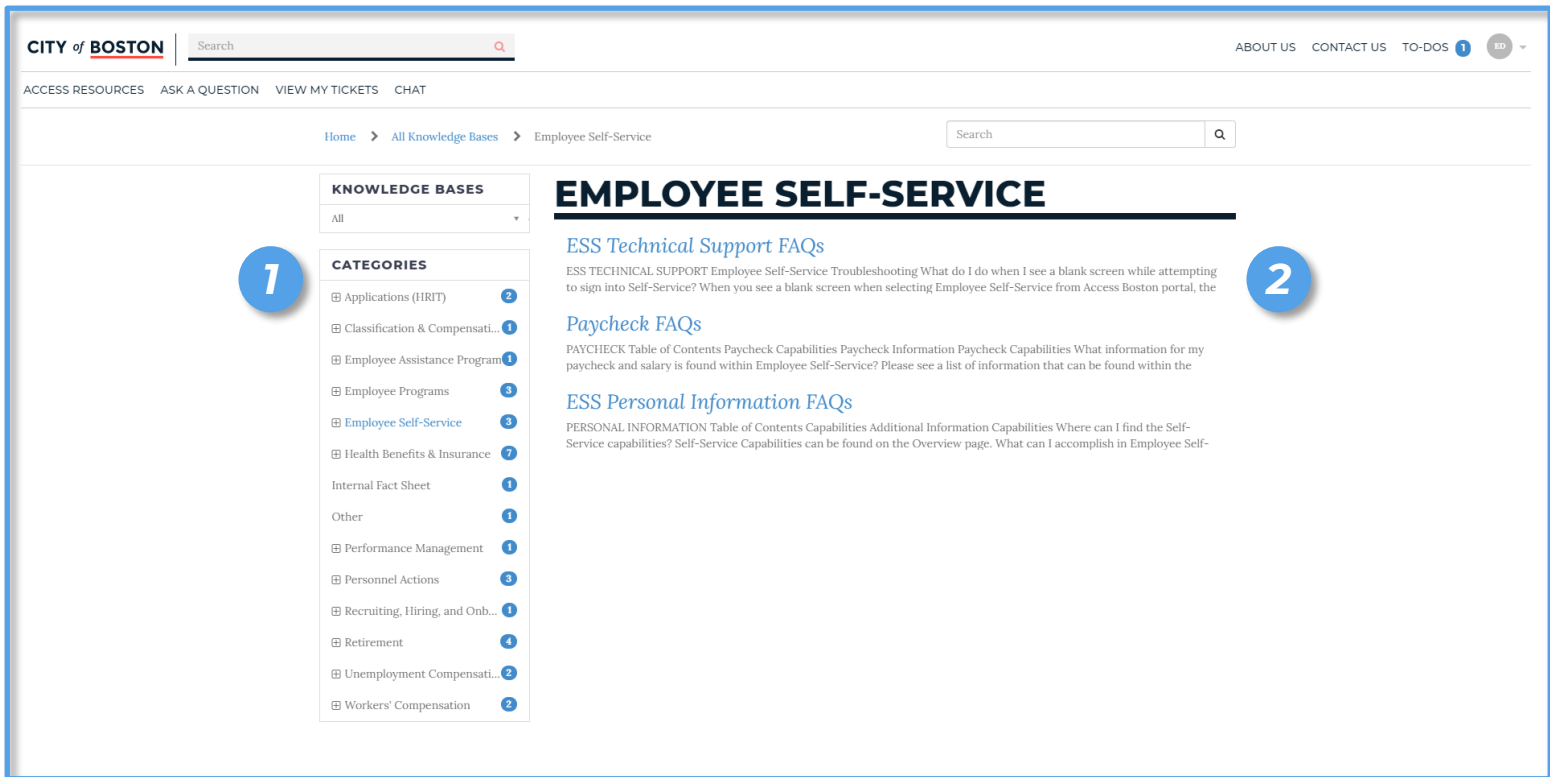 CITY of BOSTON
Search
ABOUT US CONTACT US TO-DOS 1 ED
ACCESS RESOURCES ASK A QUESTION VIEW MY TICKETS CHAT
Home > All Knowledge Bases > Employee Self-Service
Search
KNOWLEDGE BASES
All
1
CATEGORIES
Applications (HRIT) 2
Classification & Compensati... 1
Employee Assistance Program 1
Employee Programs 3
Employee Self-Service 3
Health Benefits & Insurance 7
Internal Fact Sheet 1
Other 1
Performance Management 1
Personnel Actions 3
Recruiting, Hiring, and Onb... 1
Retirement 4
Unemployment Compensati... 2
Workers' Compensation 2
EMPLOYEE SELF-SERVICE
2
ESS Technical Support FAQs
ESS TECHNICAL SUPPORT Employee Self-Service Troubleshooting What do I do when I see a blank screen while attempting
to sign into Self-Service? When you see a blank screen when selecting Employee Self-Service from Access Boston portal, the
Paycheck FAQs
PAYCHECK Table of Contents Paycheck Capabilities Paycheck Information Paycheck Capabilities What information for my
paycheck and salary is found within Employee Self-Service? Please see a list of information that can be found within the
ESS Personal Information FAQs
PERSONAL INFORMATION Table of Contents Capabilities Additional Information Capabilities Where can I find the Self-
Service capabilities? Self-Service Capabilities can be found on the Overview page. What can I accomplish in Employee Self-